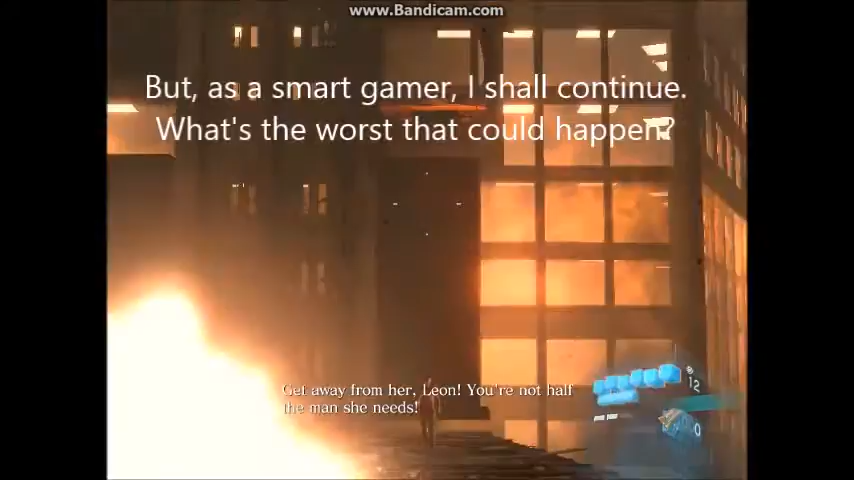 www.Bandicam.com
But, as a smart gamer, I shall continue.
What's the worst that could happen?
Get away from her, Leon! You're not half
the man she needs!
12
0